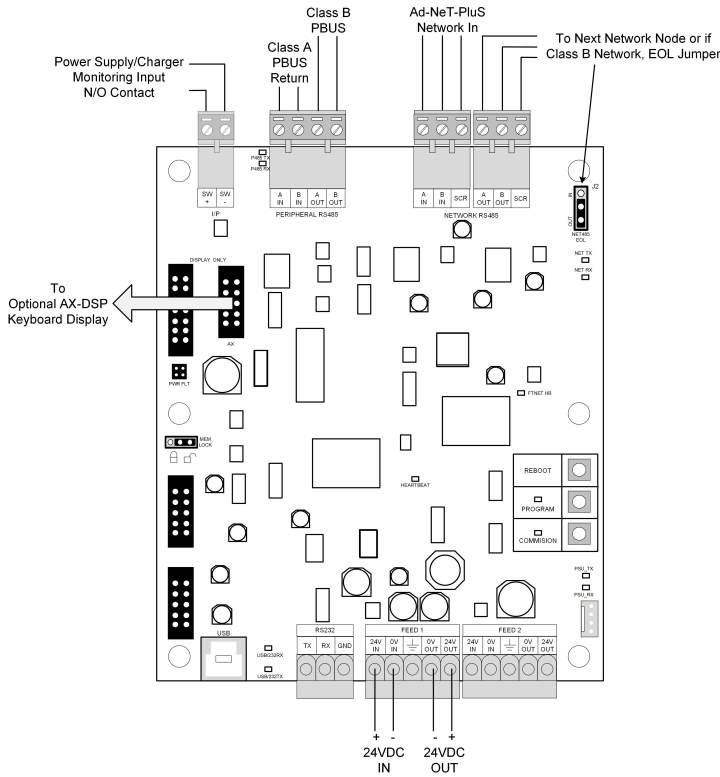 Class B
PBUS
Ad-NeT-PluS
Network In
To Next Network Node or if
Class B Network, EOL Jumper
Class A
PBUS
Return
Power Supply/Charger
Monitoring Input
N/O Contact
P485 TX
P485 RX
SW + SW -
I/P
A IN B IN A OUT B OUT
PERIPHERAL RS485
A IN B IN SCR A OUT B OUT SCR
NETWORK RS485
J2
IN
OUT
NET485
EOL
NET TX
NET RX
DISPLAY ONLY
To
Optional AX-DSP
Keyboard Display
AX
PWR FLT
FTNET HB
MEM
LOCK
HEARTBEAT
REBOOT
PROGRAM
COMMISION
PSU_TX
PSU_RX
USB
USB/232RX
USB/232TX
RS232
TX RX GND
FEED 1
24V IN 0V IN 0V OUT 24V OUT
FEED 2
24V IN 0V IN 0V OUT 24V OUT
+ - - +
24VDC
IN
24VDC
OUT